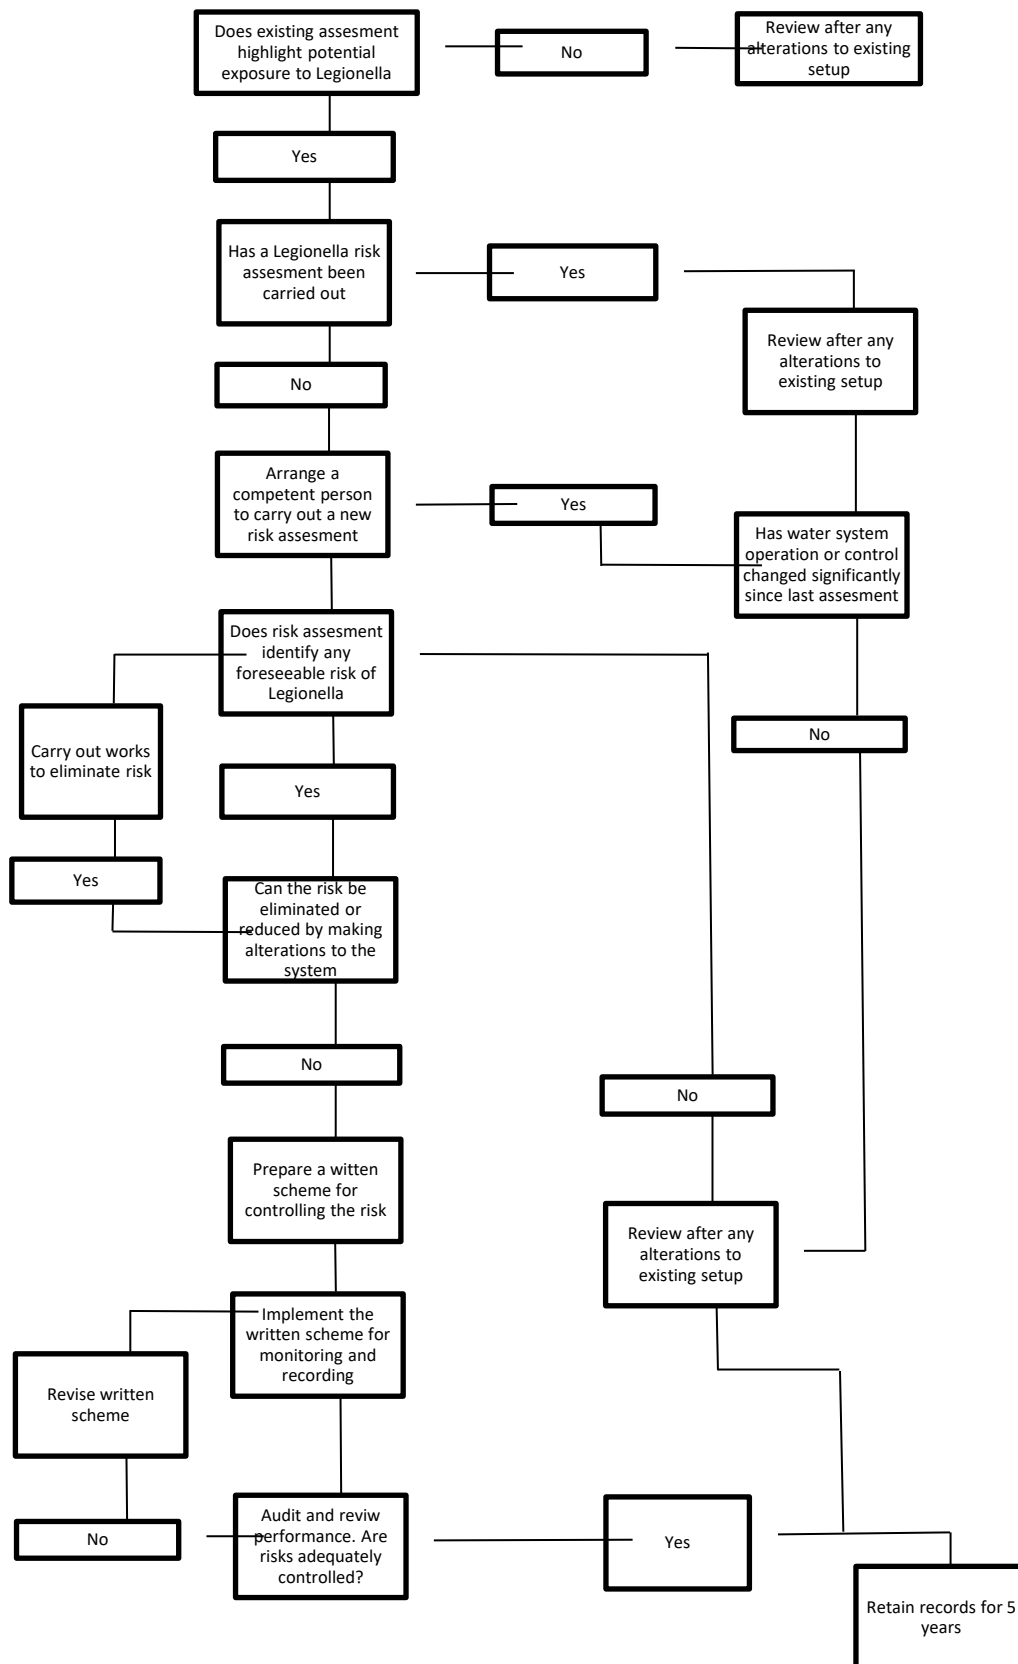 Does existing assesment
highlight potential
exposure to Legionella
No
Review after any
alterations to existing
setup
Yes
Has a Legionella risk
assesment been
carried out
Yes
Review after any
alterations to
existing setup
No
Arrange a
competent person
to carry out a new
risk assesment
Yes
Has water system
operation or control
changed significantly
since last assesment
Does risk assesment
identify any
foreseeable risk of
Legionella
No
Carry out works
to eliminate risk
Yes
Yes
Can the risk be
eliminated or
reduced by making
alterations to the
system
No
No
Prepare a witten
scheme for
controlling the risk
Review after any
alterations to
existing setup
Implement the
written scheme for
monitoring and
recording
Revise written
scheme
No
Audit and reviw
performance. Are
risks adequately
controlled?
Yes
Retain records for 5
years